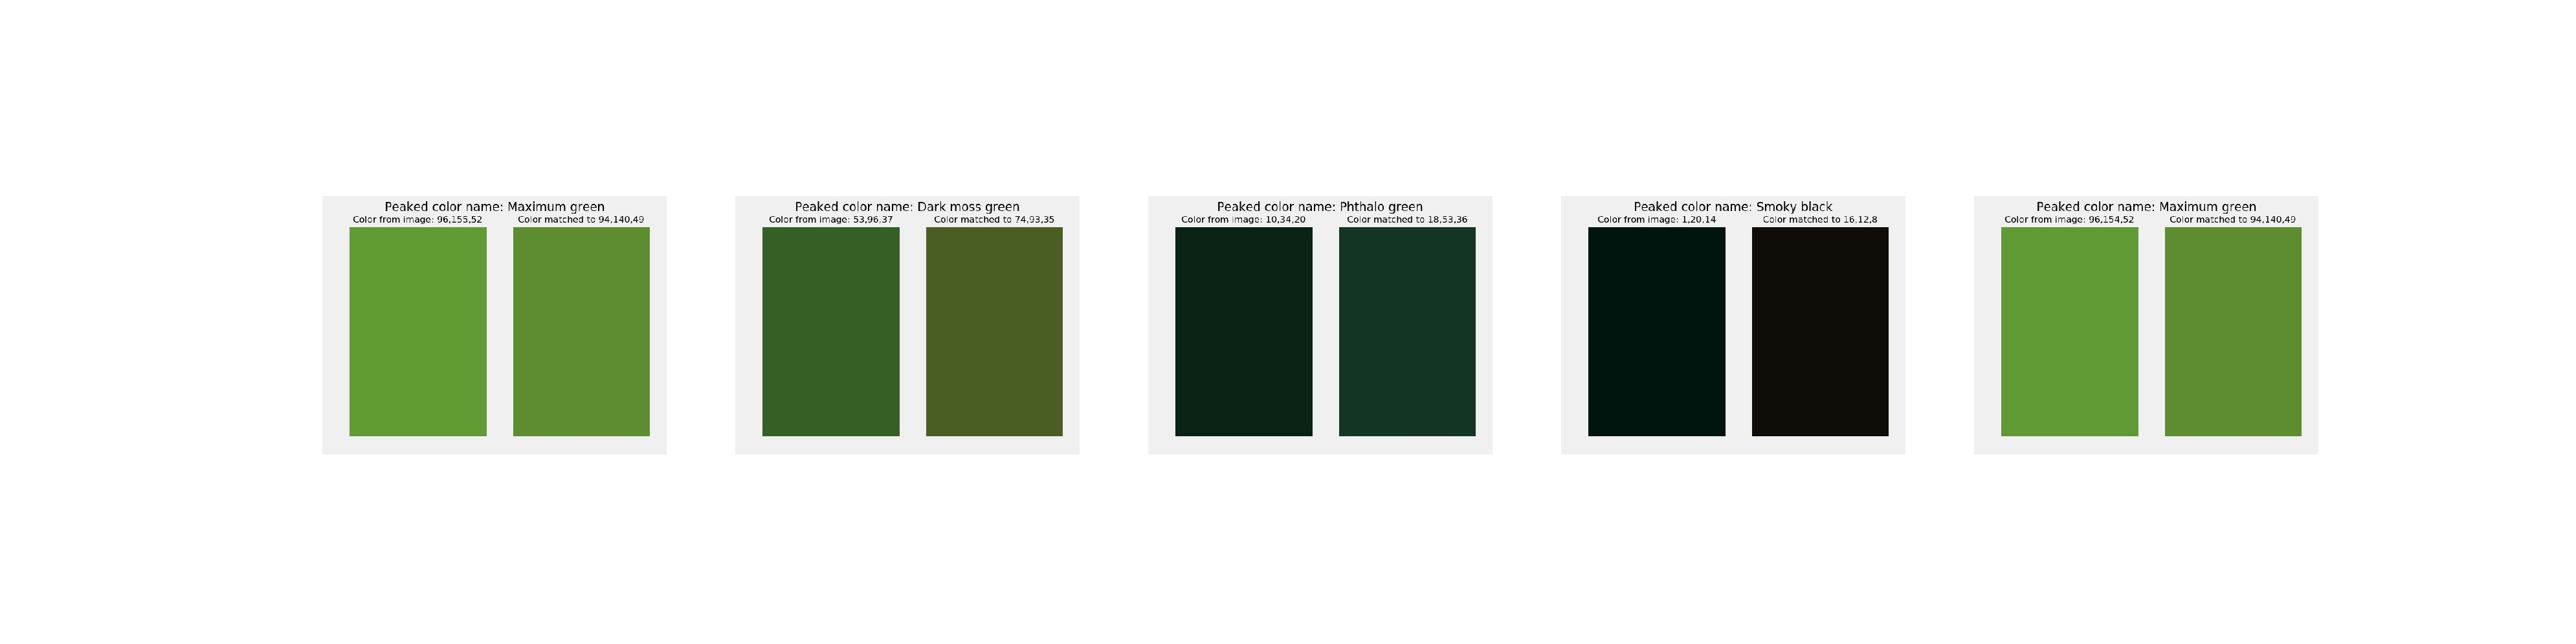 Peaked color name: Maximum green
Color from image: 96,155,52
Color matched to 94,140,49
Peaked color name: Dark moss green
Color from image: 53,96,37
Color matched to 74,93,35
Peaked color name: Phthalo green
Color from image: 10,34,20
Color matched to 18,53,36
Peaked color name: Smoky black
Color from image: 1,20,14
Color matched to 16,12,8
Peaked color name: Maximum green
Color from image: 96,154,52
Color matched to 94,140,49